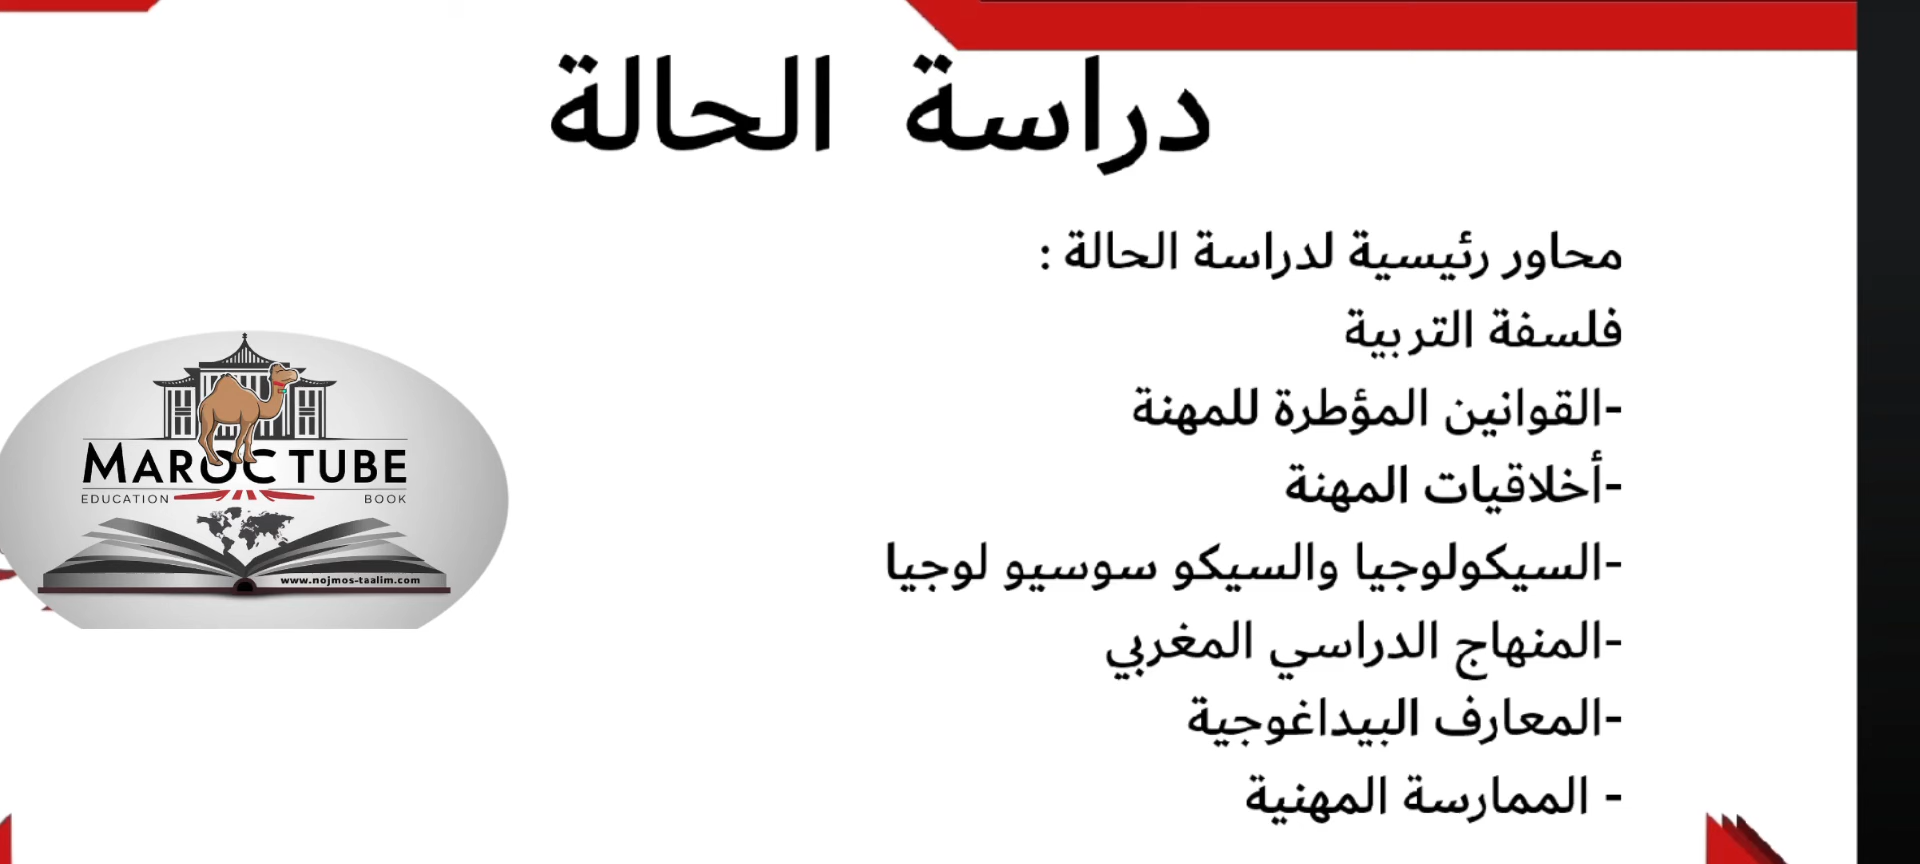 دراسة الحالة
محاور رئيسية لدراسة الحالة :
فلسفة التربية
-القوانين المؤطرة للمهنة
-أخلاقيات المهنة
-السيكولوجيا والسيكو سوسيو لوجيا
-المنهاج الدراسي المغربي
-المعارف البيداغوجية
- الممارسة المهنية
MAROC TUBE
EDUCATION BOOK
www.nojmos-taalim.com